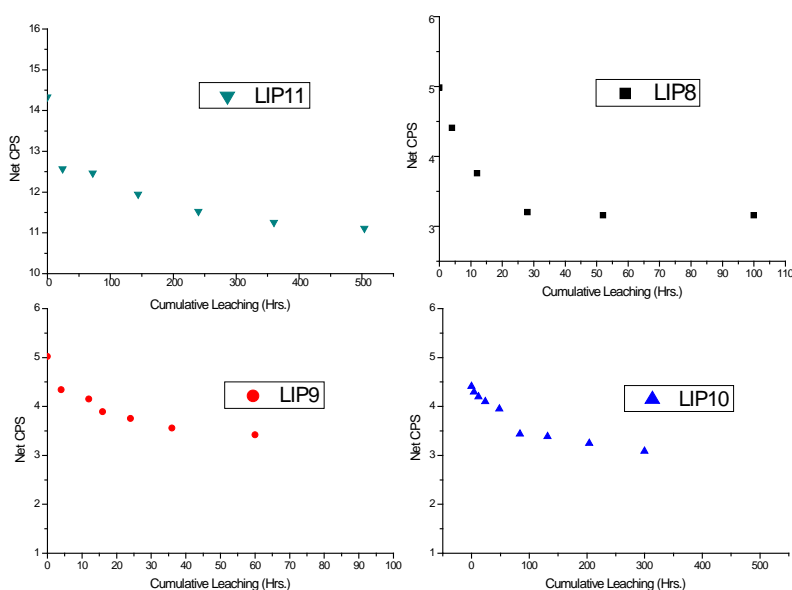 16
15
14
13
12
11
10
Net CPS
LIP11
0 100 200 300 400 500
Cumulative Leaching (Hrs.)
6
5
4
3
Net CPS
LIP8
0 10 20 30 40 50 60 70 80 90 100 110
Cumulative Leaching (Hrs.)
6
5
4
3
2
1
Net CPS
LIP9
0 10 20 30 40 50 60 70 80 90 100
Cumulative Leaching (Hrs.)
6
5
4
3
2
1
Net CPS
LIP10
0 100 200 300 400 500
Cumulative Leaching (Hrs.)